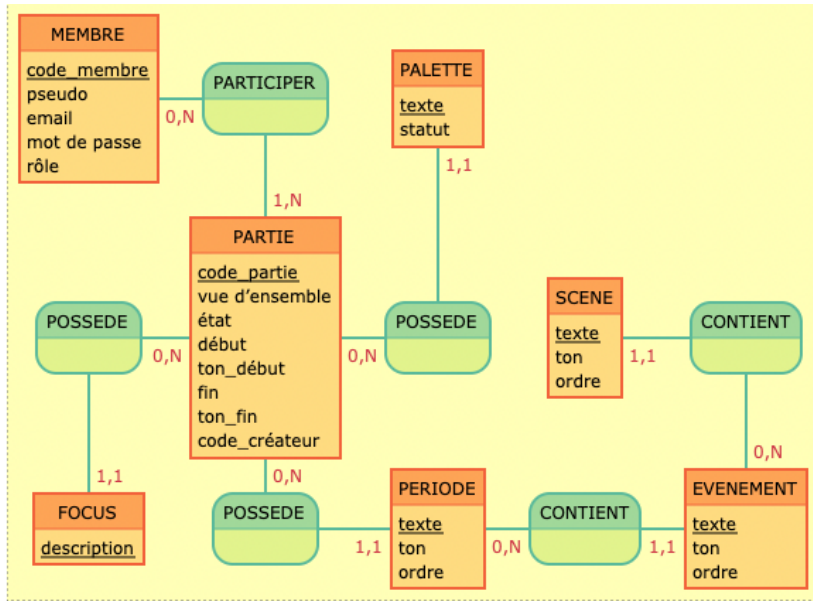 MEMBRE
code_membre
pseudo
email
mot de passe
rôle
0,N
PARTICIPER
1,N
PALETTE
texte
statut
1,1
PARTIE
code_partie
vue d'ensemble
état
début
ton_début
fin
ton_fin
code_créateur
POSSEDE
0,N
1,1
FOCUS
description
0,N
POSSEDE
SCENE
texte
ton
ordre
1,1
CONTIENT
0,N
0,N
POSSEDE
1,1
PERIODE
texte
ton
ordre
0,N
CONTIENT
1,1
EVENEMENT
texte
ton
ordre